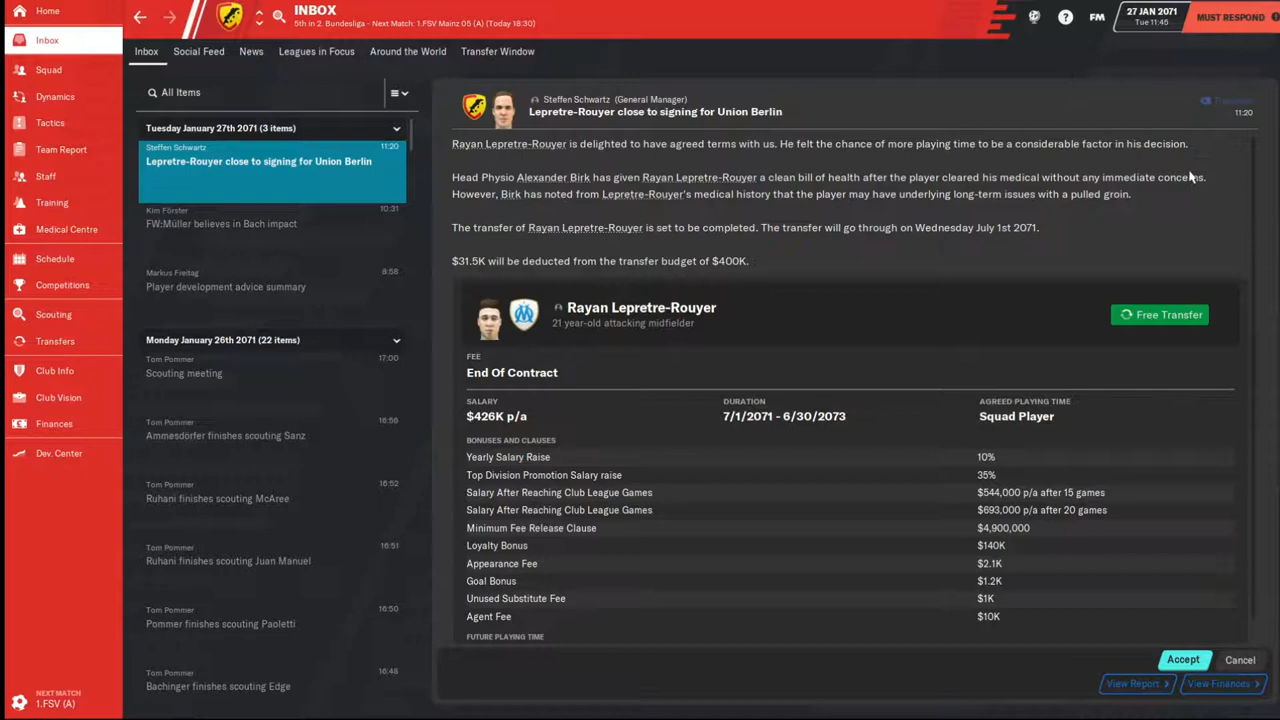 Home
Inbox
Squad
Dynamics
Tactics
Team Report
Staff
Training
Medical Centre
Schedule
Competitions
Scouting
Transfers
Club Info
Club Vision
Finances
Dev. Center
NEXT MATCH
1.FSV (A)
INBOX
5th in 2. Bundesliga - Next Match: 1.FSV Mainz 05 (A) (Today 18:30)
FM
27 JAN 2071
Tue 11:45
MUST RESPOND
Inbox
Social Feed
News
Leagues in Focus
Around the World
Transfer Window
All Items
Tuesday January 27th 2071 (3 items)
Steffen Schwartz
11:20
Lepretre-Rouyer close to signing for Union Berlin
Kim Förster
10:31
FW:Müller believes in Bach impact
Markus Freitag
8:58
Player development advice summary
Monday January 26th 2071 (22 items)
Tom Pommer
17:00
Scouting meeting
Tom Pommer
16:56
Ammesdörfer finishes scouting Sanz
Tom Pommer
16:52
Ruhani finishes scouting McAree
Tom Pommer
16:51
Ruhani finishes scouting Juan Manuel
Tom Pommer
16:50
Pommer finishes scouting Paoletti
Tom Pommer
16:48
Bachinger finishes scouting Edge
Steffen Schwartz (General Manager)
Lepretre-Rouyer close to signing for Union Berlin
Transfers
11:20
Rayan Lepretre-Rouyer is delighted to have agreed terms with us. He felt the chance of more playing time to be a considerable factor in his decision.
Head Physio Alexander Birk has given Rayan Lepretre-Rouyer a clean bill of health after the player cleared his medical without any immediate concerns.
However, Birk has noted from Lepretre-Rouyer's medical history that the player may have underlying long-term issues with a pulled groin.
The transfer of Rayan Lepretre-Rouyer is set to be completed. The transfer will go through on Wednesday July 1st 2071.
$31.5K will be deducted from the transfer budget of $400K.
Rayan Lepretre-Rouyer
21 year-old attacking midfielder
Free Transfer
FEE
End Of Contract
SALARY
$426K p/a
DURATION
7/1/2071 - 6/30/2073
AGREED PLAYING TIME
Squad Player
BONUSES AND CLAUSES
Yearly Salary Raise
10%
Top Division Promotion Salary raise
35%
Salary After Reaching Club League Games
$544,000 p/a after 15 games
Salary After Reaching Club League Games
$693,000 p/a after 20 games
Minimum Fee Release Clause
$4,900,000
Loyalty Bonus
$140K
Appearance Fee
$2.1K
Goal Bonus
$1.2K
Unused Substitute Fee
$1K
Agent Fee
$10K
FUTURE PLAYING TIME
Accept
Cancel
View Report
View Finances